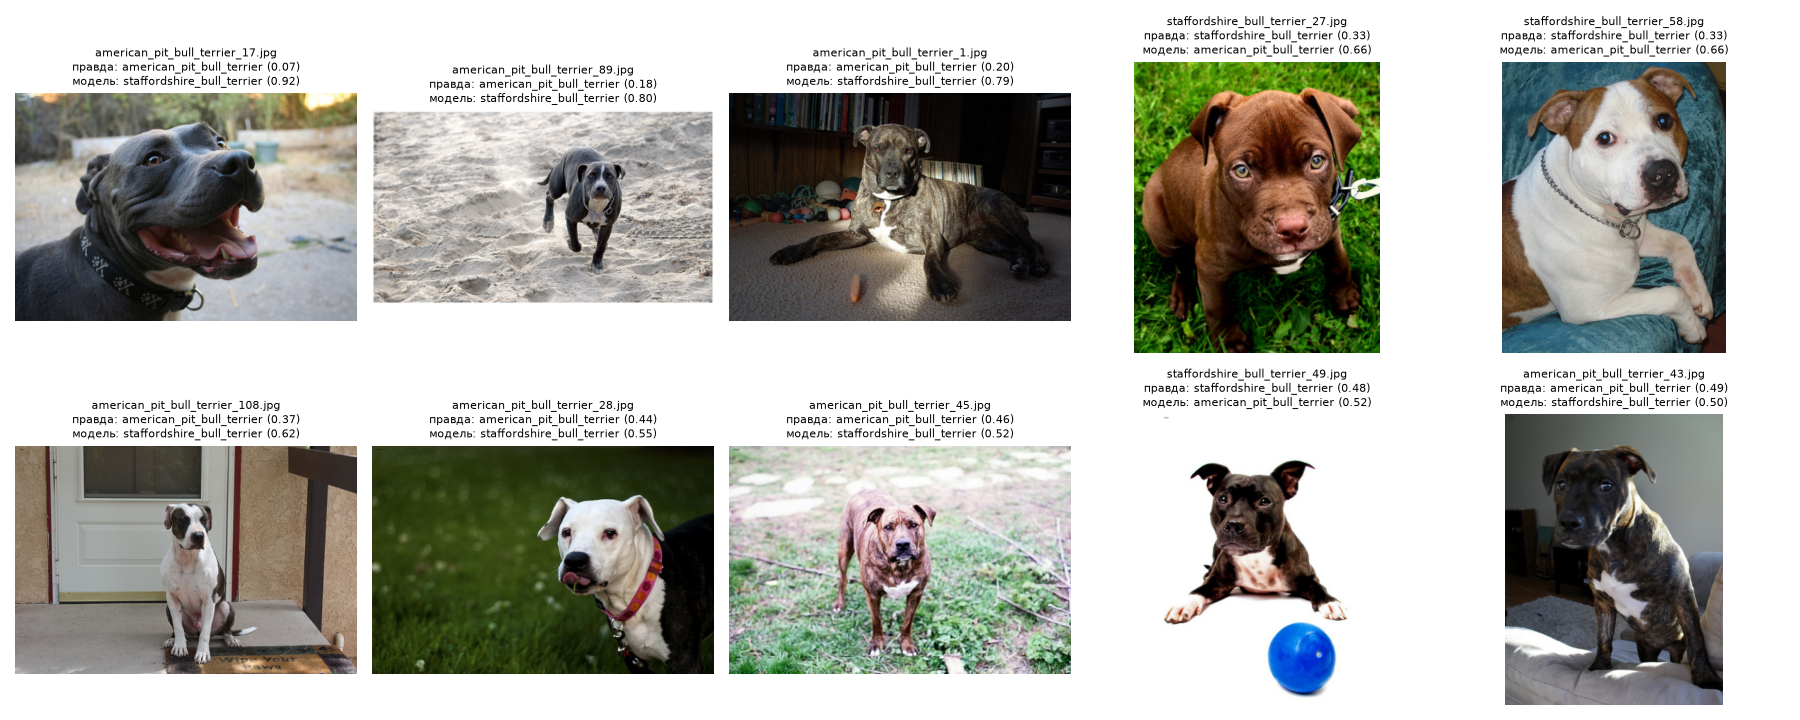 american_pit_bull_terrier_17.jpg
правда: american_pit_bull_terrier (0.07)
модель: staffordshire_bull_terrier (0.92)
american_pit_bull_terrier_89.jpg
правда: american_pit_bull_terrier (0.18)
модель: staffordshire_bull_terrier (0.80)
american_pit_bull_terrier_1.jpg
правда: american_pit_bull_terrier (0.20)
модель: staffordshire_bull_terrier (0.79)
staffordshire_bull_terrier_27.jpg
правда: staffordshire_bull_terrier (0.33)
модель: american_pit_bull_terrier (0.66)
staffordshire_bull_terrier_58.jpg
правда: staffordshire_bull_terrier (0.33)
модель: american_pit_bull_terrier (0.66)
american_pit_bull_terrier_108.jpg
правда: american_pit_bull_terrier (0.37)
модель: staffordshire_bull_terrier (0.62)
american_pit_bull_terrier_28.jpg
правда: american_pit_bull_terrier (0.44)
модель: staffordshire_bull_terrier (0.55)
american_pit_bull_terrier_45.jpg
правда: american_pit_bull_terrier (0.46)
модель: staffordshire_bull_terrier (0.52)
staffordshire_bull_terrier_49.jpg
правда: staffordshire_bull_terrier (0.48)
модель: american_pit_bull_terrier (0.52)
american_pit_bull_terrier_43.jpg
правда: american_pit_bull_terrier (0.49)
модель: staffordshire_bull_terrier (0.50)
Wipe Your
Paws